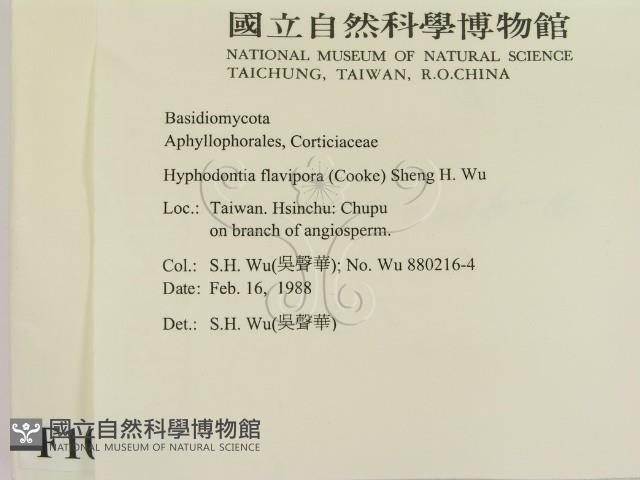 國立自然科學博物館
NATIONAL MUSEUM OF NATURAL SCIENCE
TAICHUNG, TAIWAN, R.O.CHINA
Basidiomycota
Aphyllophorales, Corticiaceae
Hyphodontia flavipora (Cooke) Sheng H. Wu
Loc.: Taiwan. Hsinchu: Chupu
on branch of angiosperm.
Col.: S.H. Wu(吳聲華); No. Wu 880216-4
Date: Feb. 16, 1988
Det.: S.H. Wu(吳聲華)
國立自然科學博物館
NATIONAL MUSEUM OF NATURAL SCIENCE